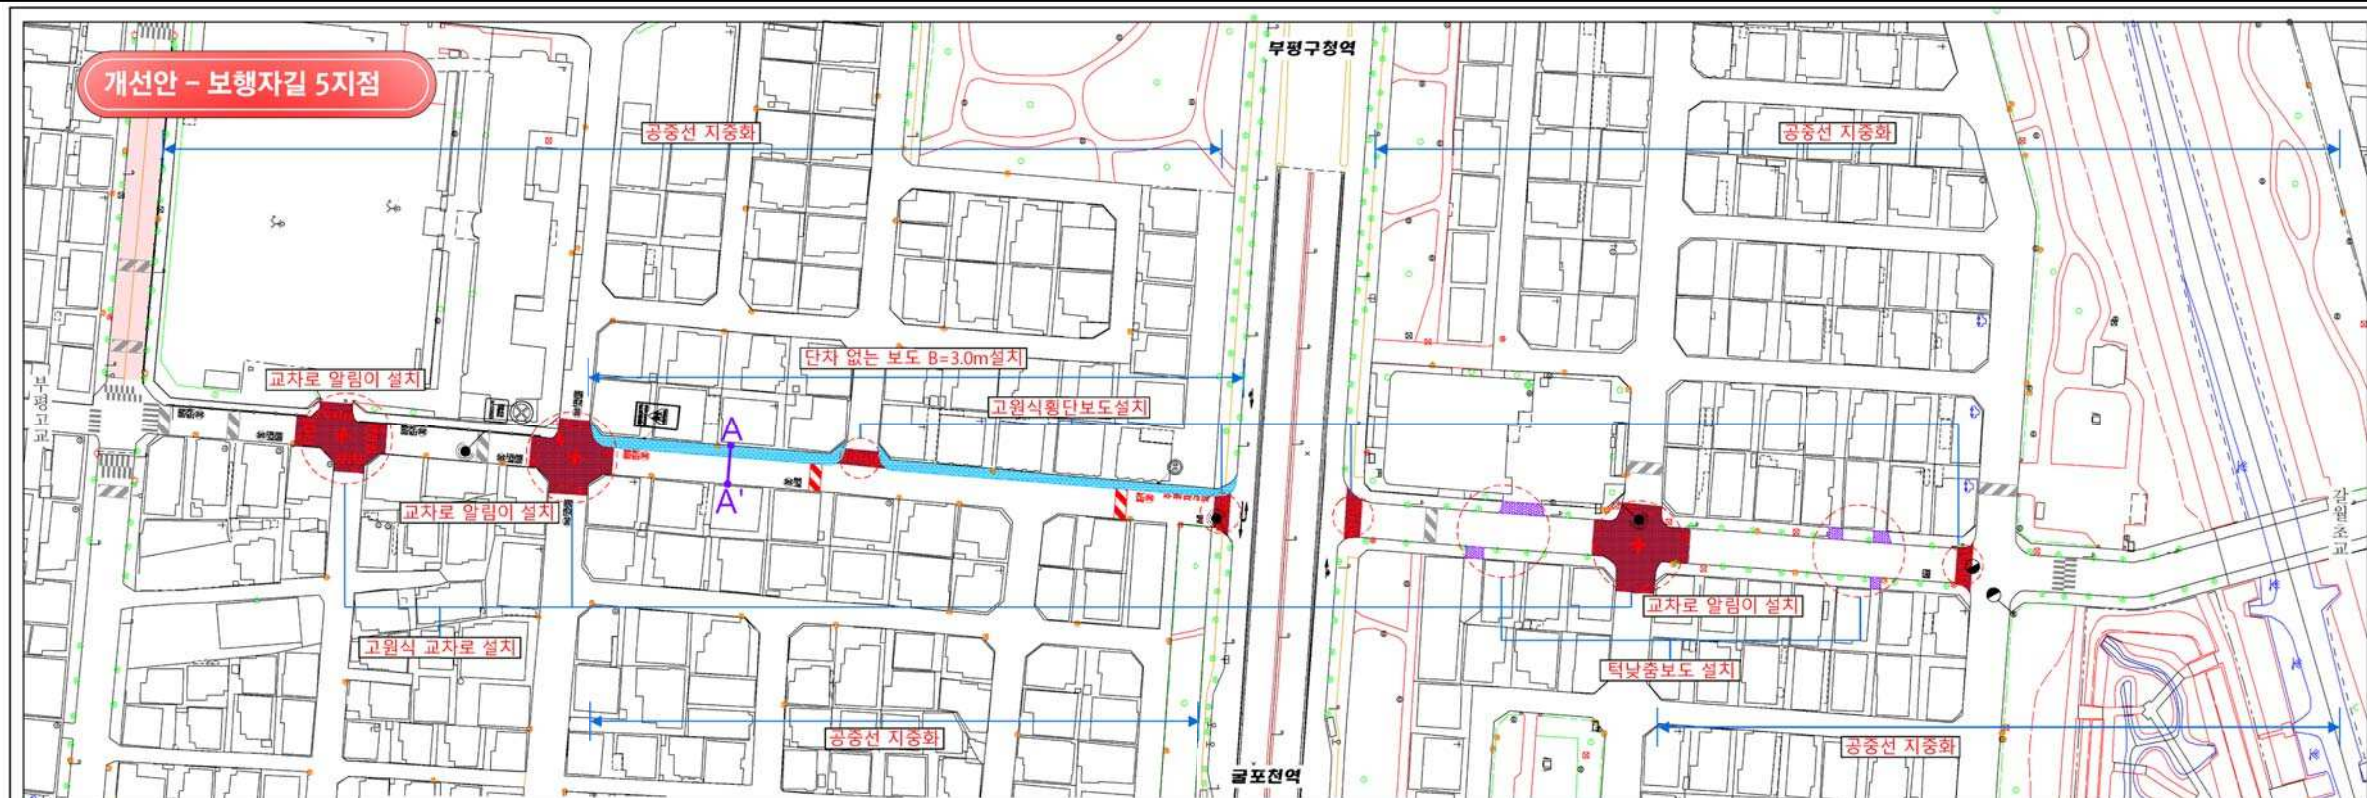 부평구청역
개선안 – 보행자길 5지점
공중선 지중화
공중선 지중화
단차 없는 보도 B=3.0m설치
교차로 알림이 설치
부평고교
고원식횡단보도설치
A
A'
교차로 알림이 설치
갈월초교
교차로 알림이 설치
고원식 교차로 설치
턱낮춤보도 설치
공중선 지중화
공중선 지중화
굴포천역